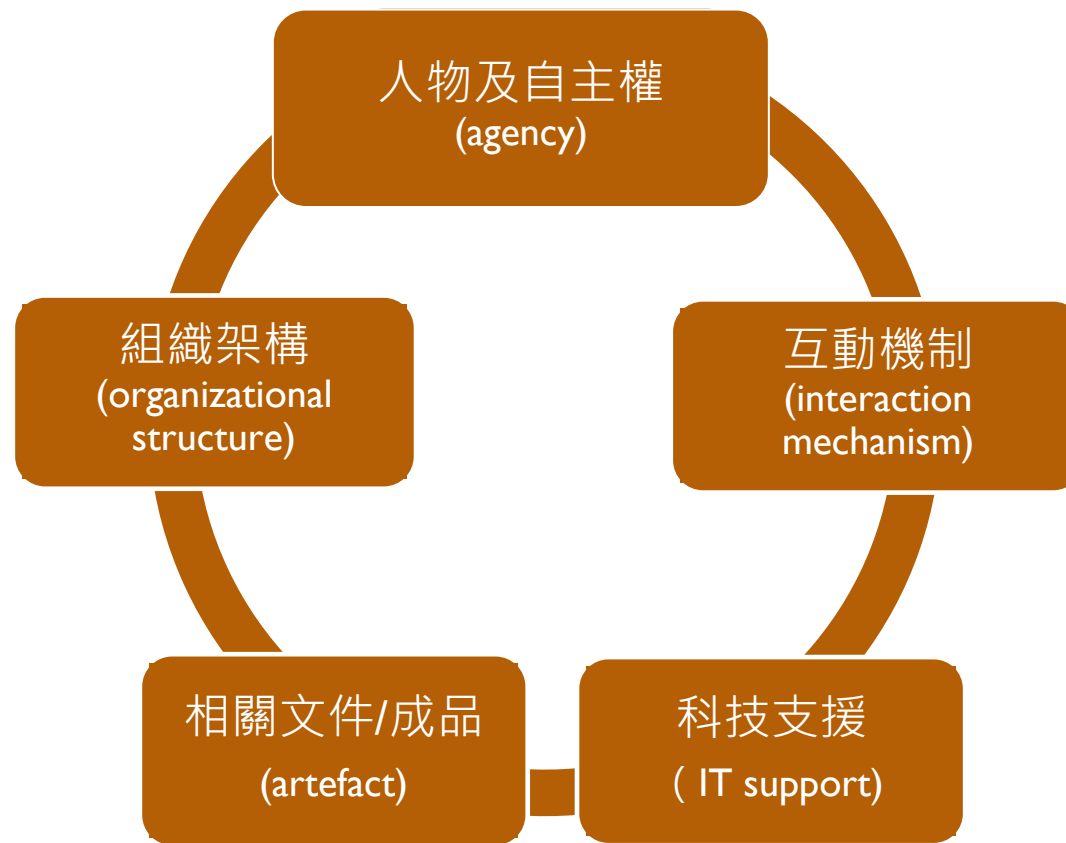 人物及自主權
(agency)
組織架構
(organizational
structure)
互動機制
(interaction
mechanism)
相關文件/成品
(artefact)
科技支援
( IT support)